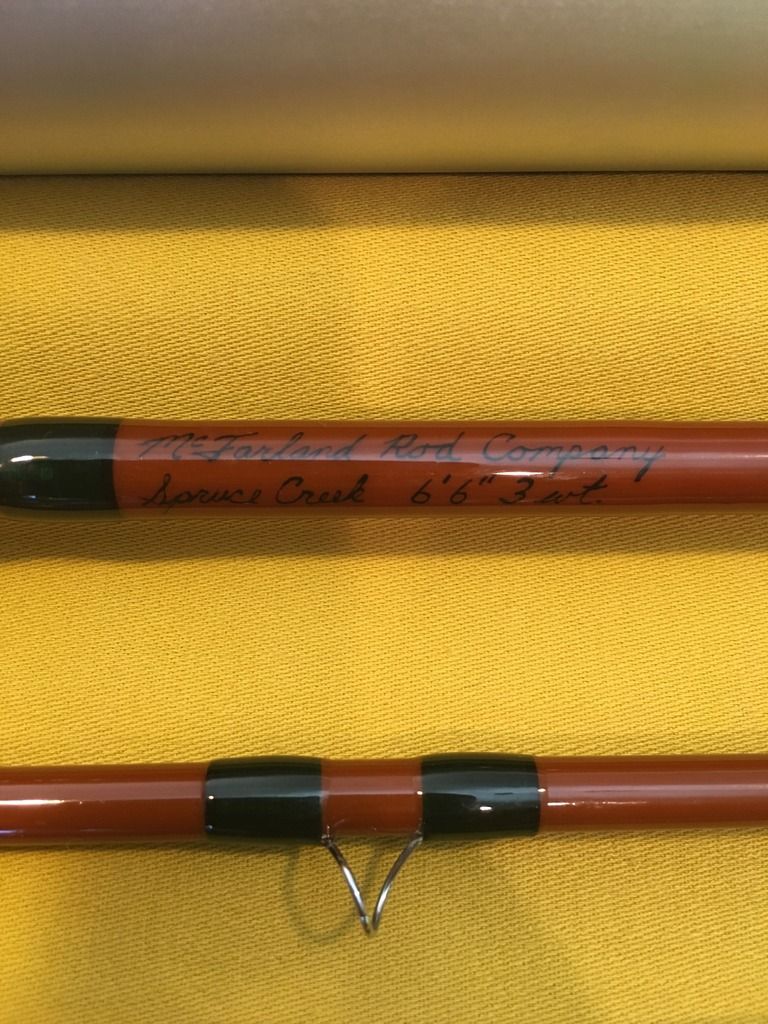 McFarland Rod Company
Spruce Creek 6'6" 3 wt.